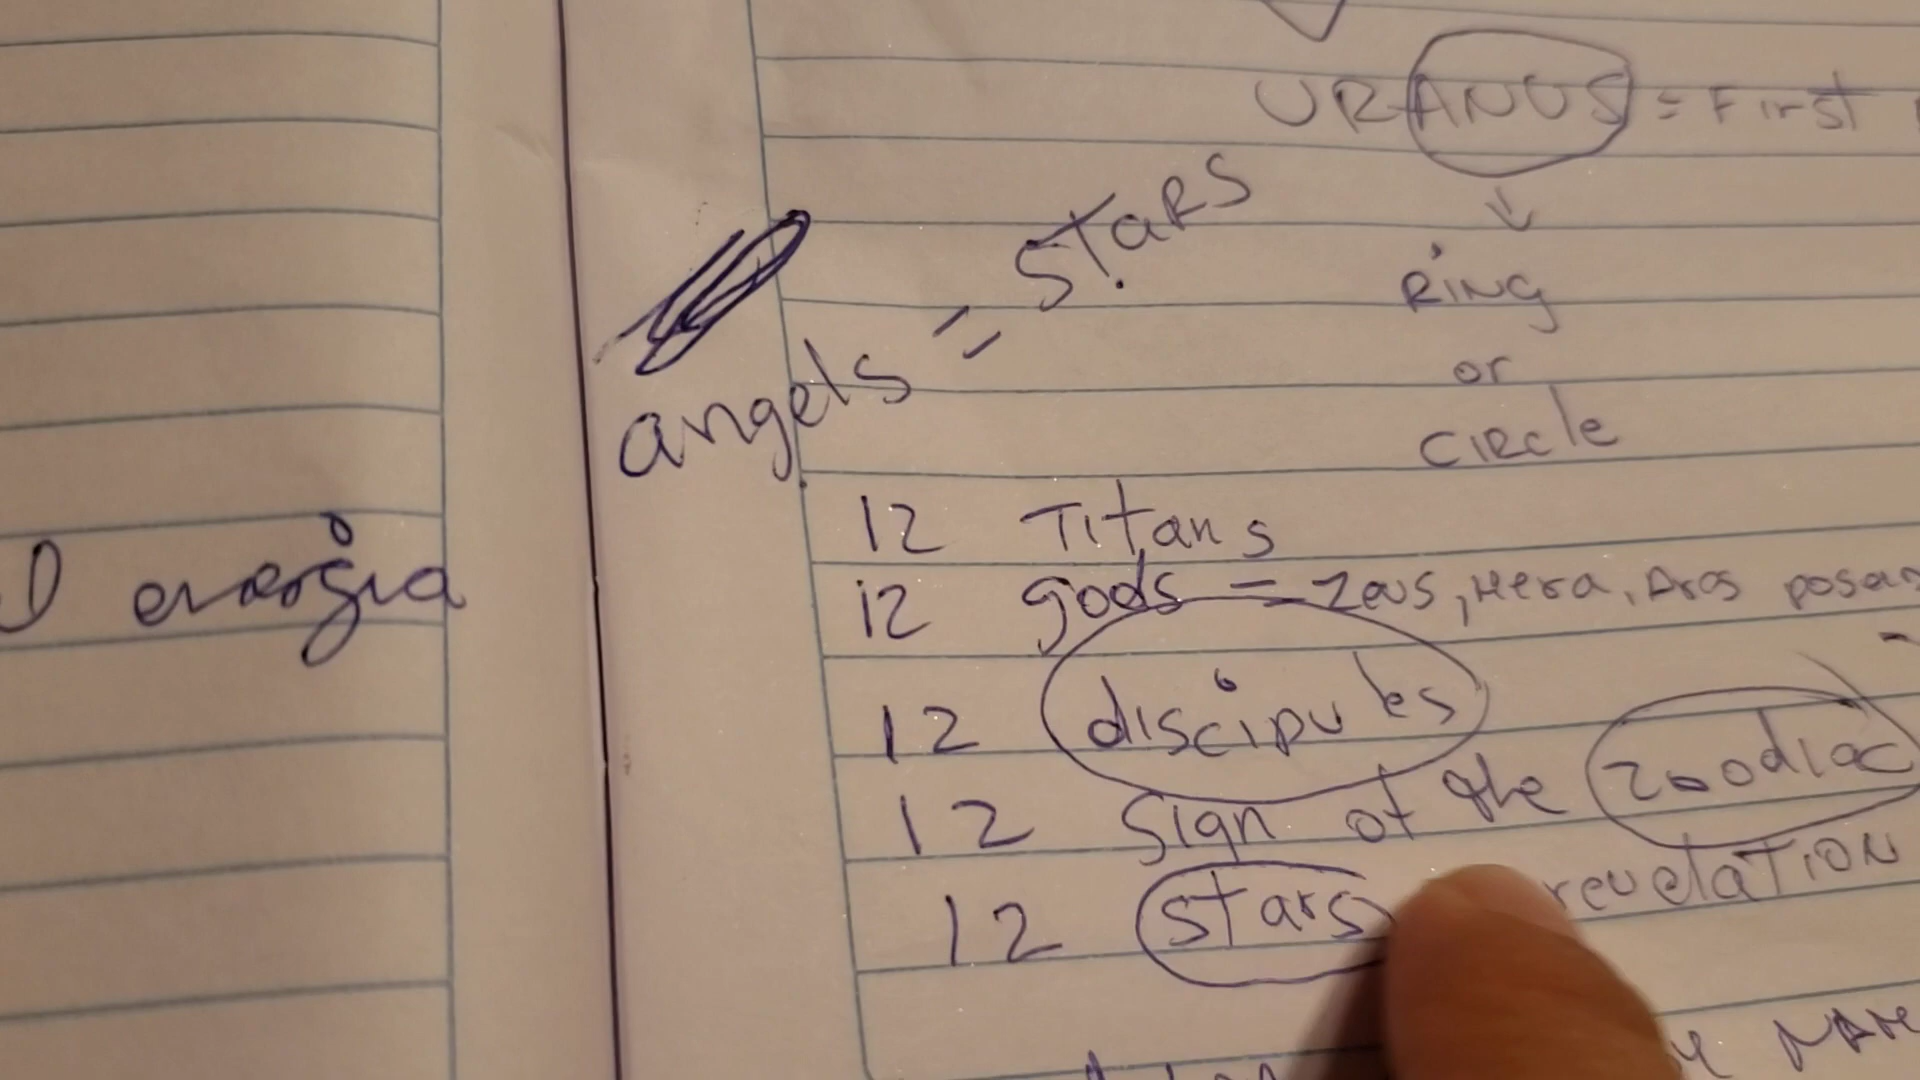 URANUS = First
angels = STARS
RING
or
CIRcle
12 Titans
12 gods = Zeus, Hera, Ares
12 discipules
12 Sign of the zoodiac
12 stars revelaTION
energia